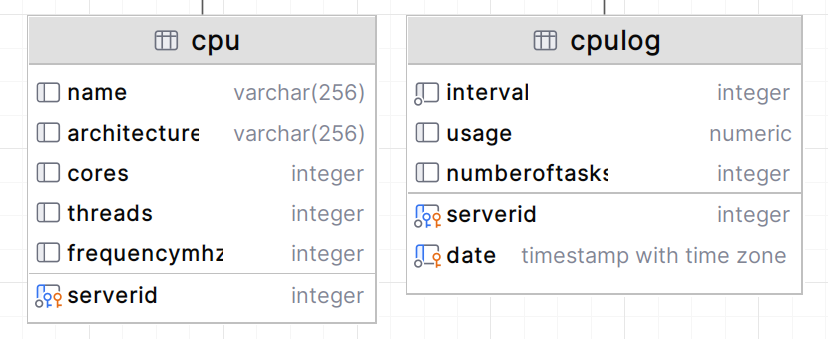 cpu
name varchar(256)
architecture varchar(256)
cores integer
threads integer
frequencymhz integer
serverid integer
cpulog
interval integer
usage numeric
numberoftasks integer
serverid integer
date timestamp with time zone